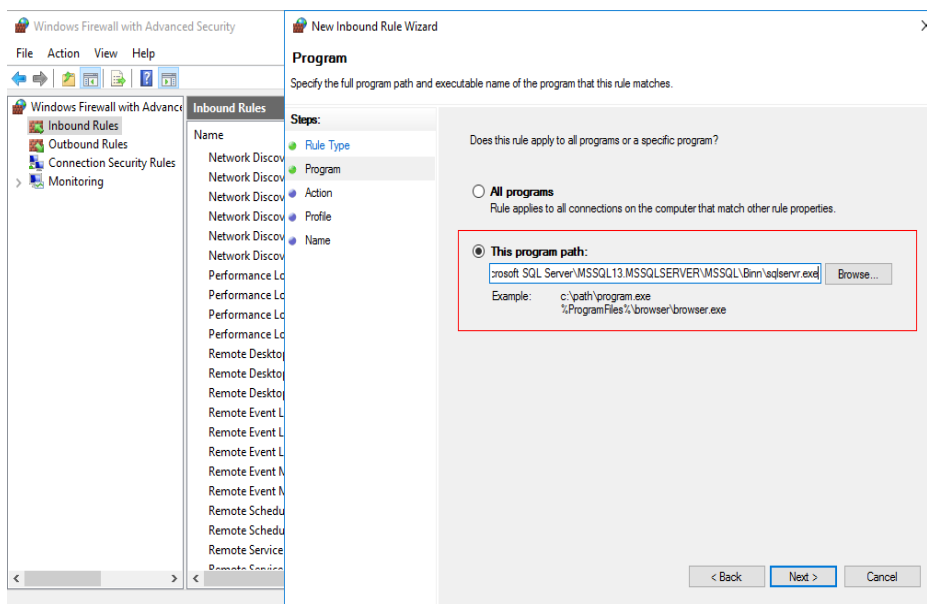 Windows Firewall with Advanced Security
File Action View Help
Windows Firewall with Advance
Inbound Rules
Outbound Rules
Connection Security Rules
Monitoring
Inbound Rules
Name
Network Discov
Network Discov
Network Discov
Network Discov
Network Discov
Network Discov
Performance Lo
Performance Lo
Performance Lo
Performance Lo
Remote Desktop
Remote Desktop
Remote Desktop
Remote Event L
Remote Event L
Remote Event L
Remote Event M
Remote Event M
Remote Schedu
Remote Schedu
Remote Service
Remote Service
New Inbound Rule Wizard
Program
Specify the full program path and executable name of the program that this rule matches.
Steps:
Rule Type
Program
Action
Profile
Name
Does this rule apply to all programs or a specific program?
All programs
Rule applies to all connections on the computer that match other rule properties.
This program path:
crosoft SQL Server\MSSQL13.MSSQLSERVER\MSSQL\Binn\sqlservr.exe
Browse...
Example: c:\path\program.exe
%ProgramFiles%\browser\browser.exe
< Back Next > Cancel